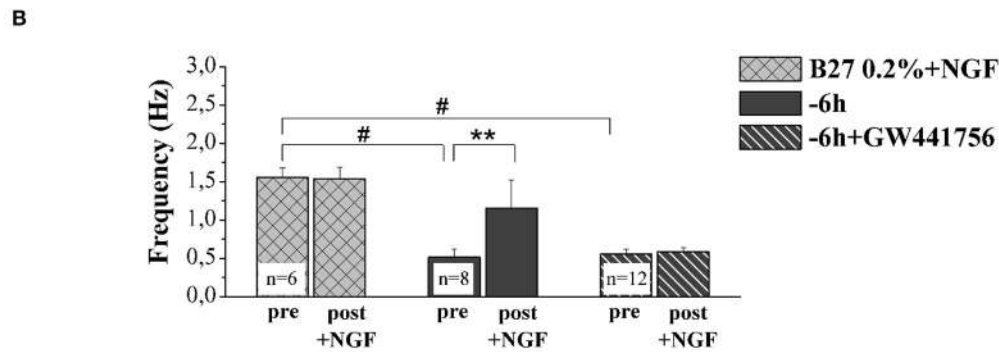 B
3,0
2,5
2,0
1,5
1,0
0,5
0,0
Frequency (Hz)
#
#
**
n=6
n=8
n=12
pre
post
+NGF
pre
post
+NGF
pre
post
+NGF
B27 0.2%+NGF
-6h
-6h+GW441756